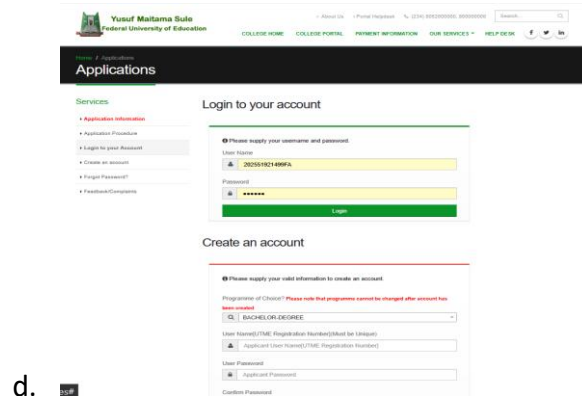 Yusuf Maitama Sule
Federal University of Education
About Us
Portal Helpdesk
Search...
COLLEGE HOME
COLLEGE PORTAL
PAYMENT INFORMATION
OUR SERVICES
HELP DESK
Home / Applications
Applications
Services
Application Information
Application Procedure
Login to your Account
Create an account
Forgot Password?
Feedback/Complaints
Login to your account
Please supply your username and password.
User Name
202551921499FA
Password
Login
Create an account
Please supply your valid information to create an account.
Programme of Choice? Please note that programme cannot be changed after account has
been created.
BACHELOR-DEGREE
User Name[UTME Registration Number](Must be Unique)
Applicant User Name[UTME Registration Number]
User Password
Applicant Password
Confirm Password
d.
es#